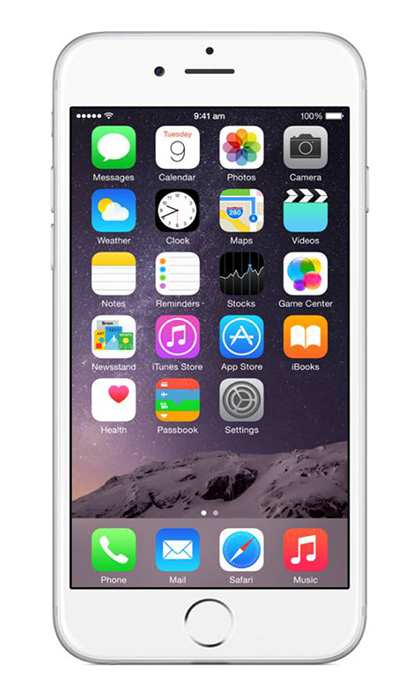 9:41 am 100%
Tuesday
9
Messages Calendar Photos Camera
280
Weather Clock Maps Videos
Notes Reminders Stocks Game Center
Newsstand iTunes Store App Store iBooks
Health Passbook Settings
Phone Mail Safari Music